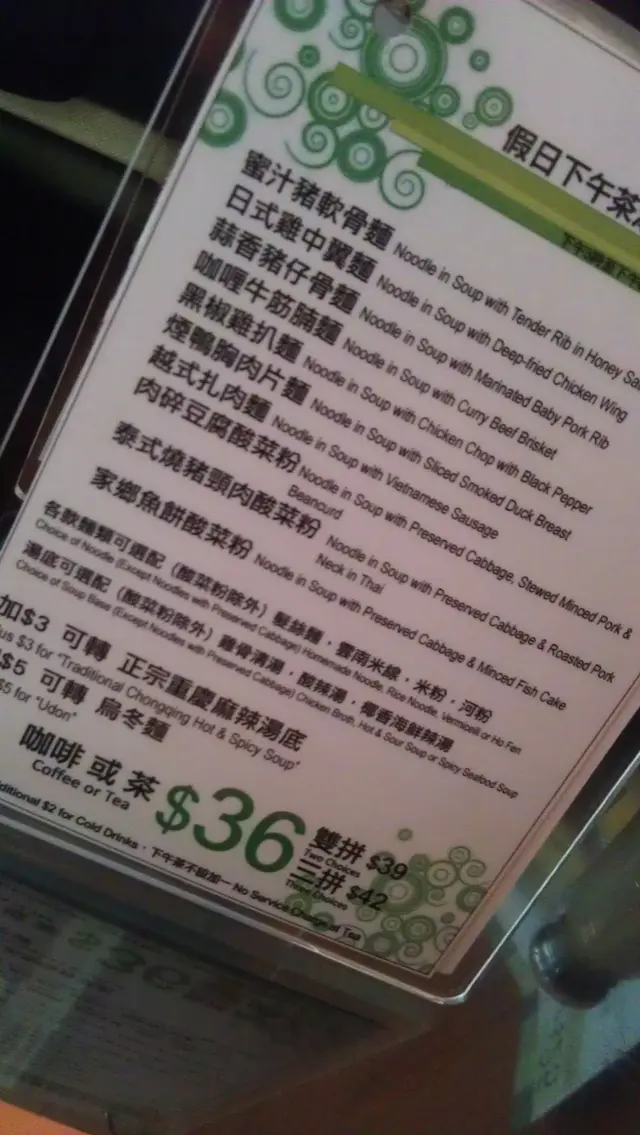 假日下午茶
蜜汁豬軟骨麵 Noodle in Soup with Tender Rib in Honey
日式雞中翼麵 Noodle in Soup with Deep-fried Chicken Wing
蒜香豬仔骨麵 Noodle in Soup with Marinated Baby Pork Rib
咖喱牛筋腩麵 Noodle in Soup with Curry Beef Brisket
黑椒雞扒麵 Noodle in Soup with Chicken Chop with Black Pepper
煙鴨胸肉片麵 Noodle in Soup with Sliced Smoked Duck Breast
越式扎肉麵 Noodle in Soup with Vietnamese Sausage
肉碎豆腐酸菜粉 Noodle in Soup with Preserved Cabbage, Stewed Minced Pork &
Beancurd
泰式燒豬頸肉酸菜粉 Noodle in Soup with Preserved Cabbage & Roasted Pork
Neck in Thai
家鄉魚餅酸菜粉 Noodle in Soup with Preserved Cabbage & Minced Fish Cake
各款麵類可選配 (酸菜粉除外) 髮絲麵，雲南米線，米粉，河粉
Choice of Noodle (Except Noodles with Preserved Cabbage) Homemade Noodle, Rice Noodle, Vermicelli or Ho Fen
湯底可選配 (酸菜粉除外) 雞骨清湯，酸辣湯，椰香海鮮辣湯
Choice of Soup Base (Except Noodles with Preserved Cabbage) Chicken Broth, Hot & Sour Soup or Spicy Seafood Soup
加$3 可轉 正宗重慶麻辣湯底
$3 for "Traditional Chongqing Hot & Spicy Soup"
$5 可轉 烏冬麵
$5 for "Udon"
咖啡 或 茶 $36
Coffee or Tea
雙拼 $39
Two Choices
三拼 $42
Three Choices
$2 for Cold Drinks，下午茶不設加一 No Service Charge of Tea